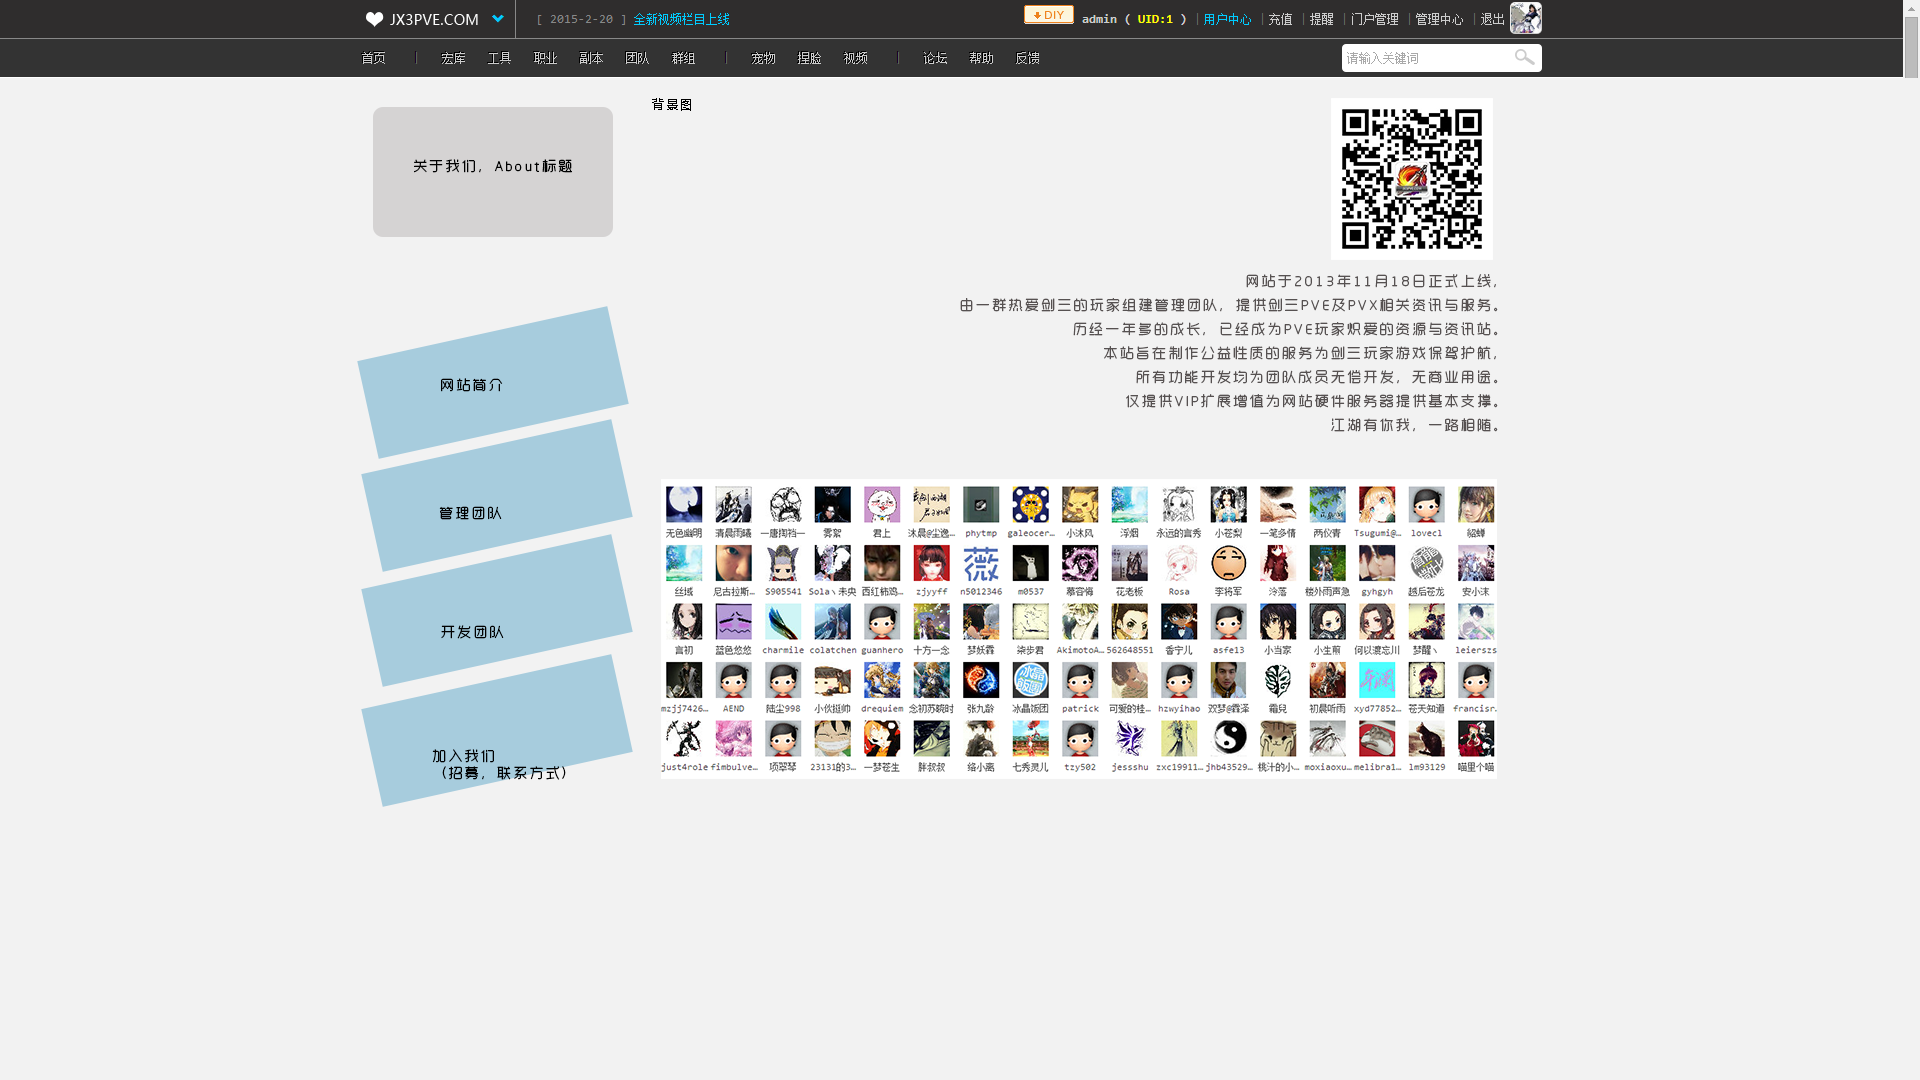 JX3PVE.COM
[ 2015-2-20 ] 全新视频栏目上线
DIY admin ( UID:1 ) | 用户中心 | 充值 | 提醒 | 门户管理 | 管理中心 | 退出
首页 | 宏库 工具 职业 副本 团队 群组 | 宠物 捏脸 视频 | 论坛 帮助 反馈
请输入关键词
背景图
关于我们，About标题
网站于2013年11月18日正式上线，
由一群热爱剑三的玩家组建管理团队，提供剑三PVE及PVX相关资讯与服务。
历经一年多的成长，已经成为PVE玩家炽爱的资源与资讯站。
本站旨在制作公益性质的服务为剑三玩家游戏保驾护航，
所有功能开发均为团队成员无偿开发，无商业用途。
仅提供VIP扩展增值为网站硬件服务器提供基本支撑。
江湖有你我，一路相随。
网站简介
管理团队
开发团队
加入我们
（招募，联系方式）
无色幽明 清晨雨曦 一唐掏裆一 雾絮 君上 沐晨@尘逸... phytmp galeocer... 小沐风 浮烟 永远的言秀 小苍梨 一笔多情 两仪青 Tsugumi@... lovecl 貂蝉
丝域 尼古拉斯... S905541 Solaヽ未央 西红柿鸡... zjyyff n5012346 m0537 慕容侮 花老板 Rosa 李将军 泠落 楼外雨声急 gyhgyh 越后苍龙 安小沫
言初 蓝色悠悠 charmile colatchen guanhero 十方一念 梦妖霖 柒步君 AkimotoA... 562648551 香宁儿 asfe13 小当家 小生煎 何以遗忘川 梦醒丶 leierszs
mzjj7426... AEND 陆尘998 小伙挺帅 drequiem 念初苏皖时 张九龄 冰晶饭团 patrick 可爱的桂... hzwyihao 双梦@霖泽 霜兒 初晨听雨 xyd77852... 苍天知道 francisr...
just4role fimbulve... 项翠琴 23131的3... 一梦苍生 胖叔叔 络小离 七秀灵儿 tzy502 jessshu zxc19911... jhb43529... 桃汁的小... moxiaoxu... melibra1... lm93129 喵里个喵